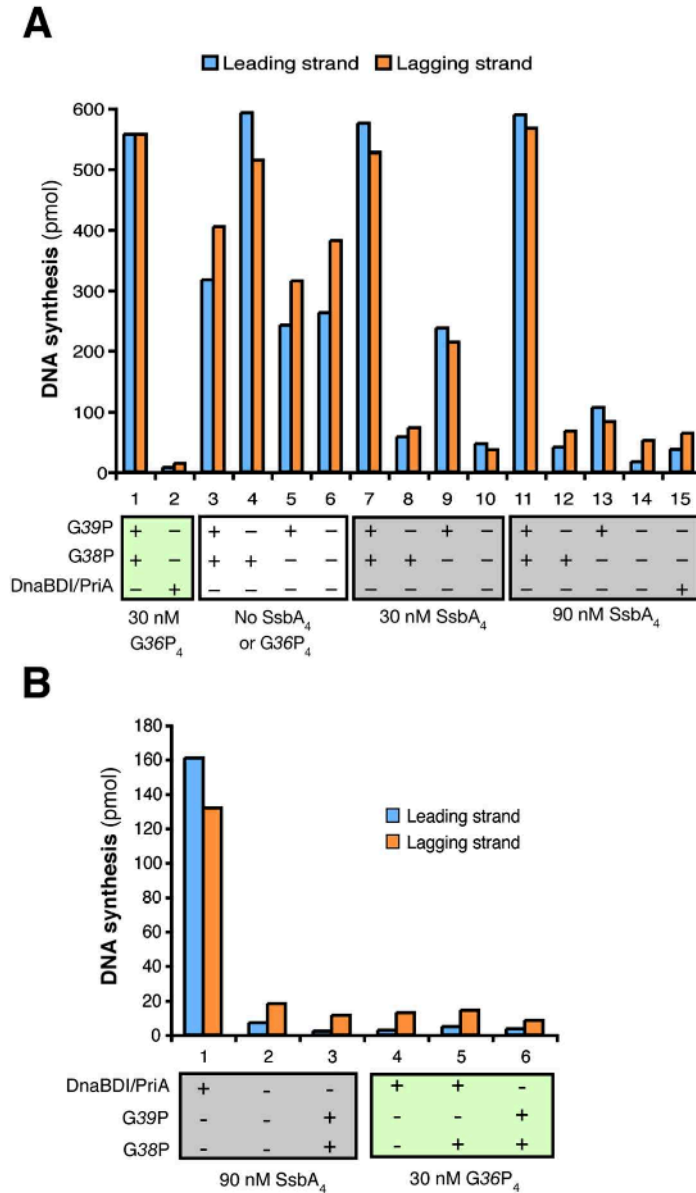 A
Leading strand Lagging strand
DNA synthesis (pmol)
600
500
400
300
200
100
0
1 2 3 4 5 6 7 8 9 10 11 12 13 14 15
G39P + − + − + − + − + − + − + − −
G38P + − + + − − + + − − + + − − −
DnaBDI/PriA − + − − − − − − − − − − − − +
30 nM G36P₄
No SsbA₄ or G36P₄
30 nM SsbA₄
90 nM SsbA₄
B
DNA synthesis (pmol)
180
160
140
120
100
80
60
40
20
0
Leading strand
Lagging strand
1 2 3 4 5 6
DnaBDI/PriA + - - + + -
G39P - - + - - +
G38P - - + - + +
90 nM SsbA₄ 30 nM G36P₄